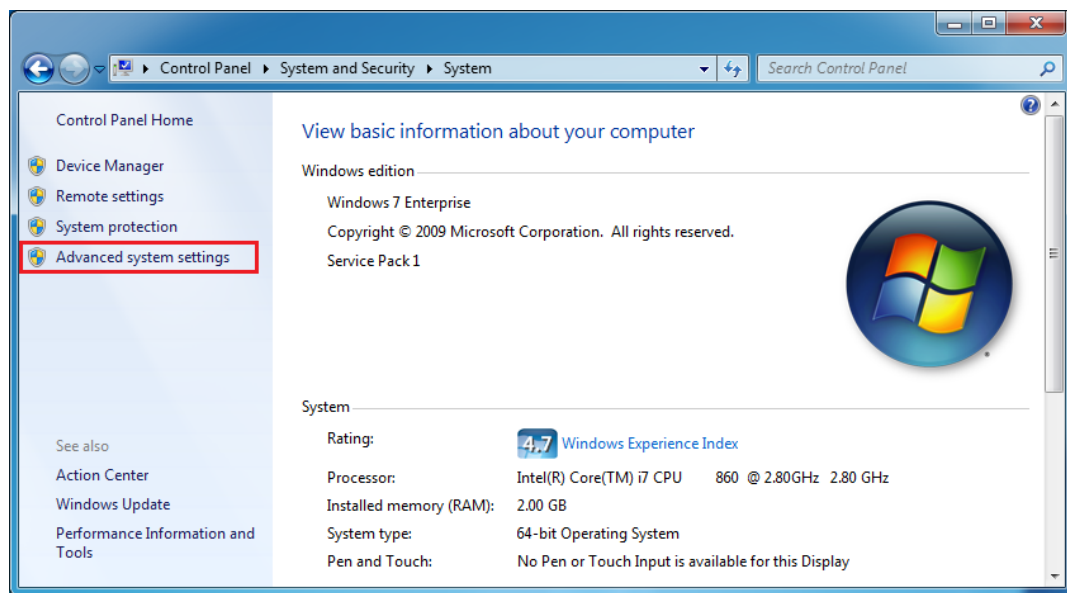 Control Panel ▸ System and Security ▸ System
Search Control Panel
Control Panel Home
Device Manager
Remote settings
System protection
Advanced system settings
See also
Action Center
Windows Update
Performance Information and
Tools
View basic information about your computer
Windows edition
Windows 7 Enterprise
Copyright © 2009 Microsoft Corporation. All rights reserved.
Service Pack 1
System
Rating: 4,7 Windows Experience Index
Processor: Intel(R) Core(TM) i7 CPU 860 @ 2.80GHz 2.80 GHz
Installed memory (RAM): 2.00 GB
System type: 64-bit Operating System
Pen and Touch: No Pen or Touch Input is available for this Display